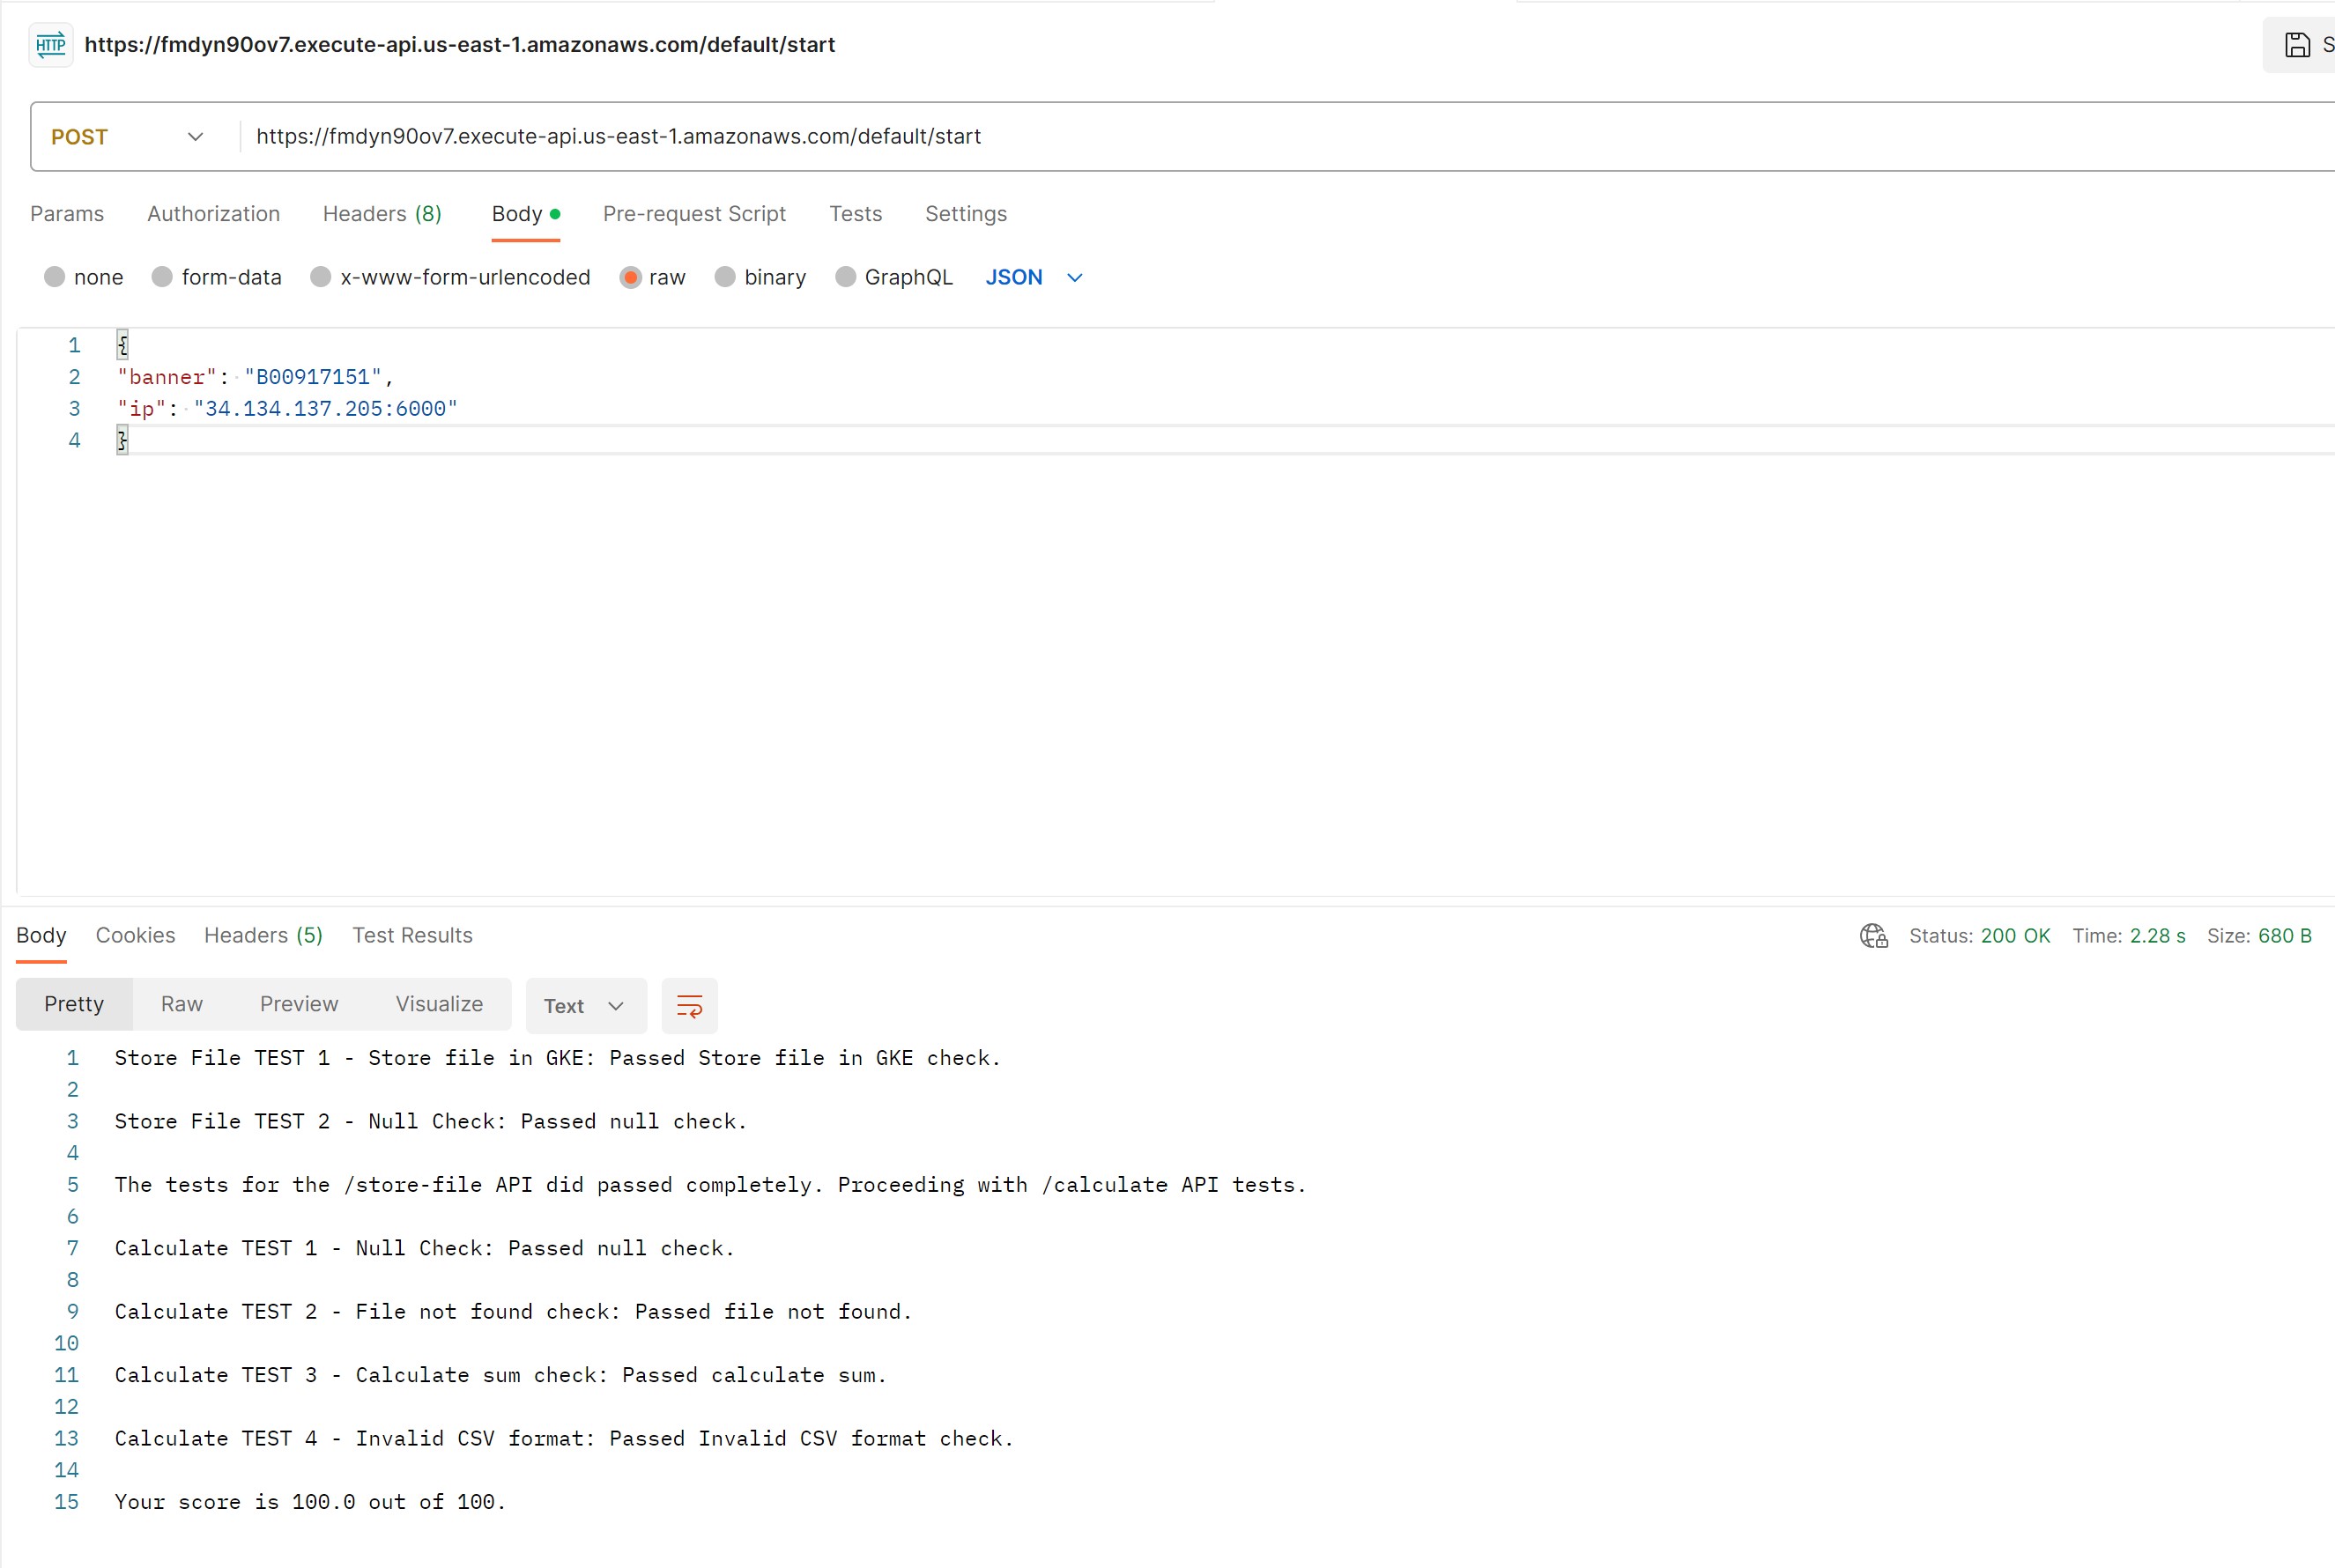 HTTP https://fmdyn90ov7.execute-api.us-east-1.amazonaws.com/default/start
POST https://fmdyn90ov7.execute-api.us-east-1.amazonaws.com/default/start
Params Authorization Headers (8) Body Pre-request Script Tests Settings
none form-data x-www-form-urlencoded raw binary GraphQL JSON
1 {
2 "banner": "B00917151",
3 "ip": "34.134.137.205:6000"
4 }
Body Cookies Headers (5) Test Results Status: 200 OK Time: 2.28 s Size: 680 B
Pretty Raw Preview Visualize Text
1 Store File TEST 1 - Store file in GKE: Passed Store file in GKE check.
2
3 Store File TEST 2 - Null Check: Passed null check.
4
5 The tests for the /store-file API did passed completely. Proceeding with /calculate API tests.
6
7 Calculate TEST 1 - Null Check: Passed null check.
8
9 Calculate TEST 2 - File not found check: Passed file not found.
10
11 Calculate TEST 3 - Calculate sum check: Passed calculate sum.
12
13 Calculate TEST 4 - Invalid CSV format: Passed Invalid CSV format check.
14
15 Your score is 100.0 out of 100.